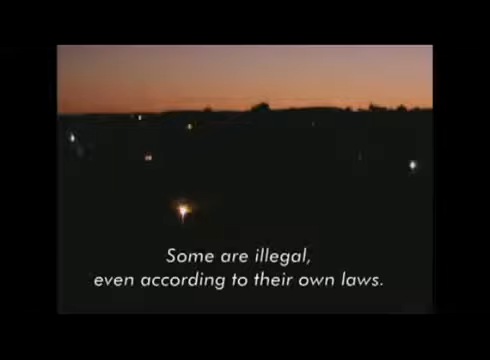 Some are illegal,
even according to their own laws.